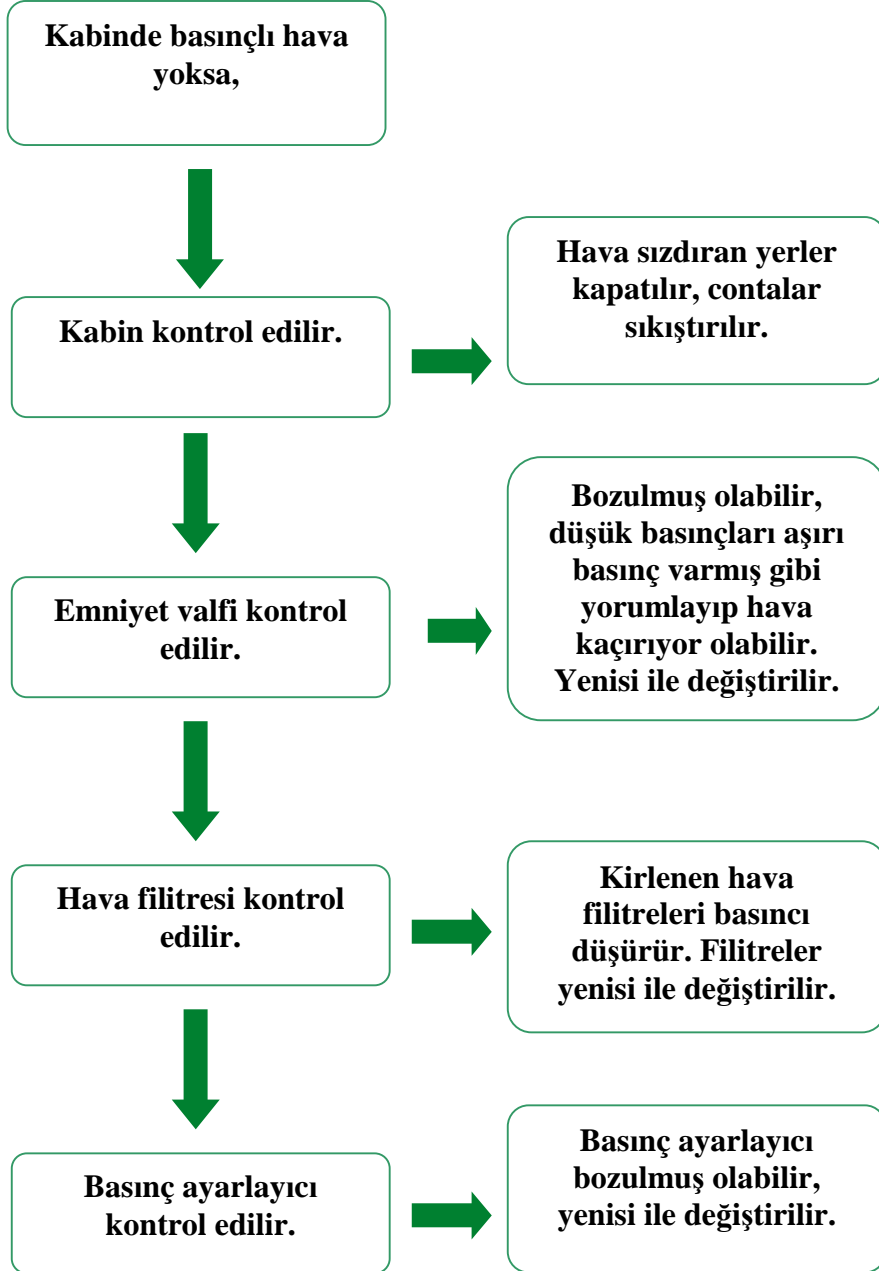 Kabinde basınçlı hava
yoksa,
Kabin kontrol edilir.
Hava sızdıran yerler
kapatılır, contalar
sıkıştırılır.
Emniyet valfi kontrol
edilir.
Bozulmuş olabilir,
düşük basınçları aşırı
basınç varmış gibi
yorumlayıp hava
kaçırıyor olabilir.
Yenisi ile değiştirilir.
Hava filitresi kontrol
edilir.
Kirlenen hava
filitreleri basıncı
düşürür. Filitreler
yenisi ile değiştirilir.
Basınç ayarlayıcı
kontrol edilir.
Basınç ayarlayıcı
bozulmuş olabilir,
yenisi ile değiştirilir.